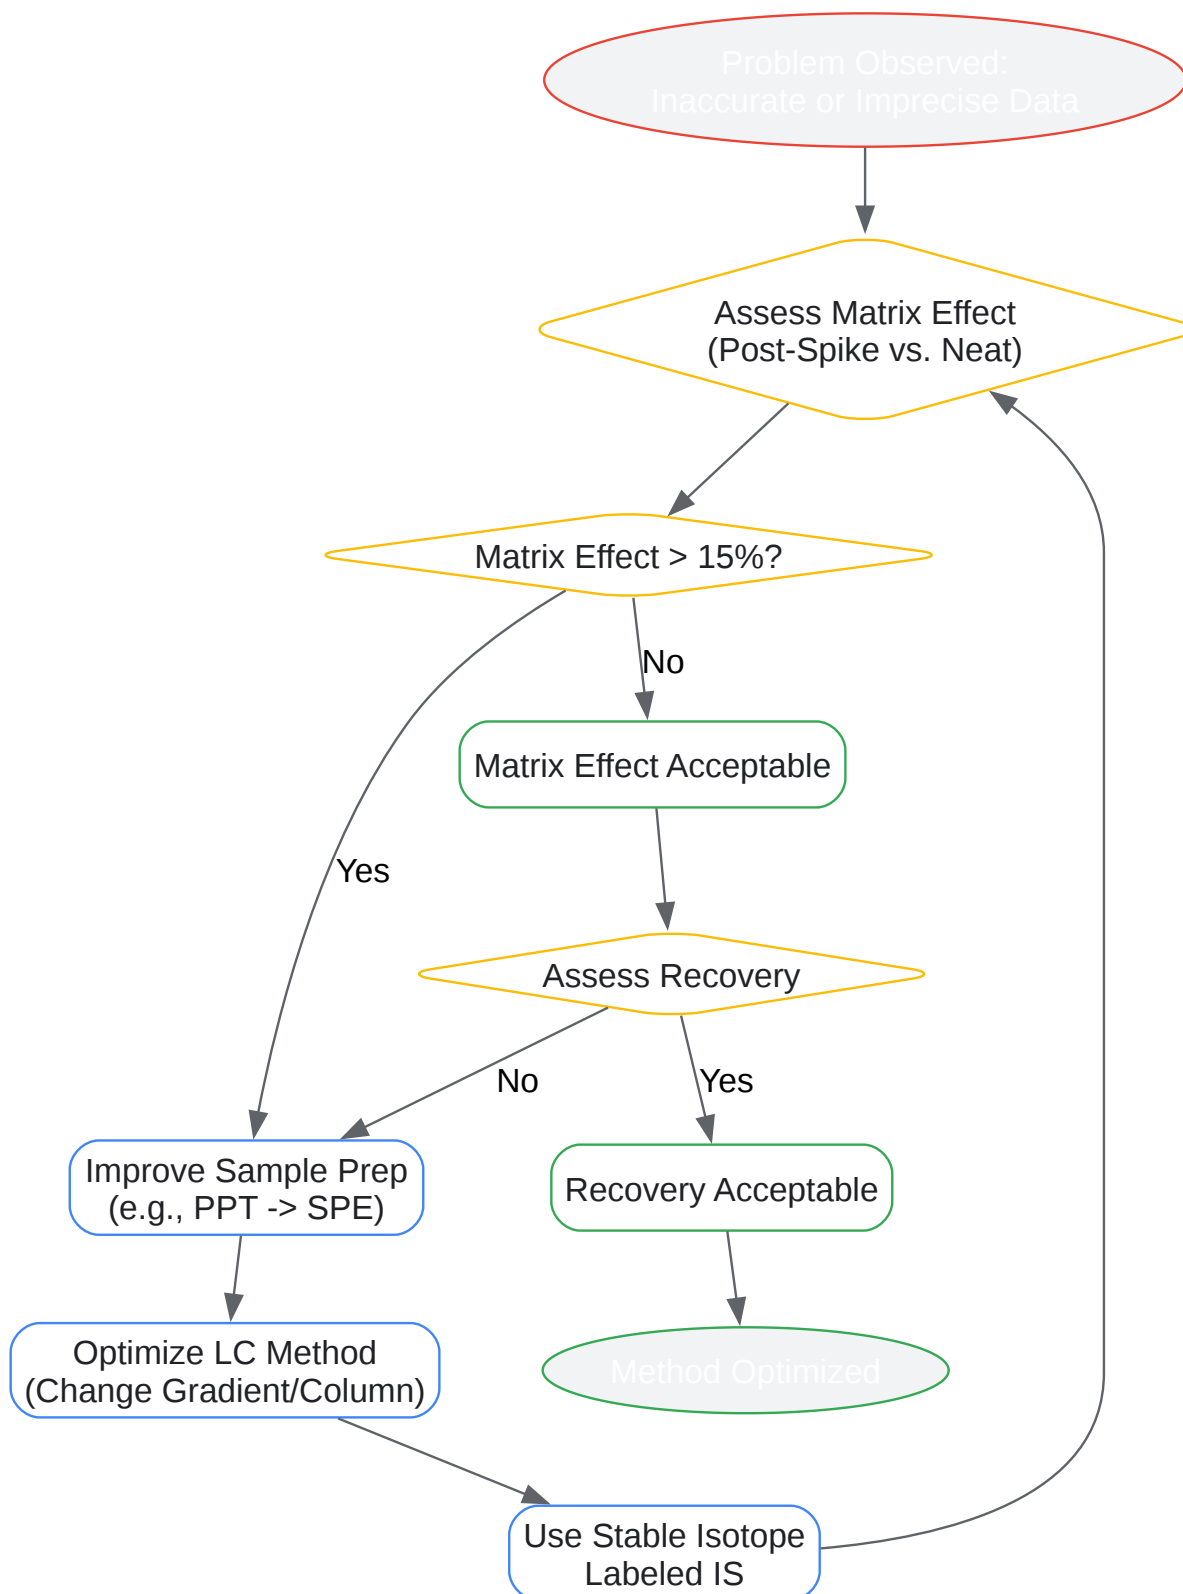 Problem Observed:
Inaccurate or Imprecise Data
Assess Matrix Effect
(Post-Spike vs. Neat)
Matrix Effect > 15%?
No
Matrix Effect Acceptable
Yes
Assess Recovery
No
Yes
Improve Sample Prep
(e.g., PPT -> SPE)
Recovery Acceptable
Optimize LC Method
(Change Gradient/Column)
Method Optimized
Use Stable Isotope
Labeled IS